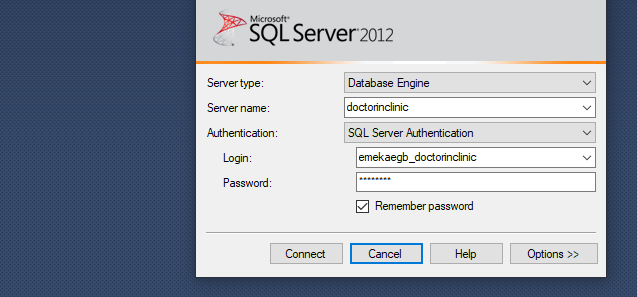 Microsoft®
SQL Server® 2012
Server type: Database Engine
Server name: doctorinclinic
Authentication: SQL Server Authentication
Login: emekaegb_doctorinclinic
Password: ********
Remember password
Connect Cancel Help Options >>